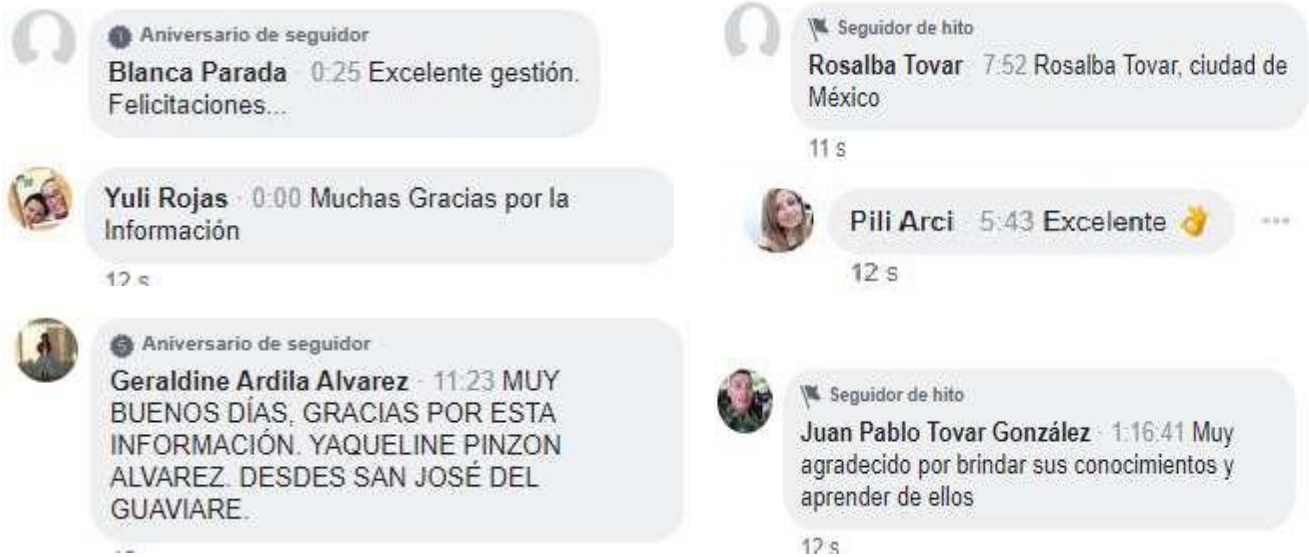 Aniversario de seguidor
Blanca Parada · 0:25 Excelente gestión.
Felicitaciones...
Yuli Rojas · 0:00 Muchas Gracias por la
Información
12 s
Aniversario de seguidor
Geraldine Ardila Alvarez · 11:23 MUY
BUENOS DÍAS, GRACIAS POR ESTA
INFORMACIÓN. YAQUELINE PINZON
ALVAREZ. DESDES SAN JOSÉ DEL
GUAVIARE.
Seguidor de hito
Rosalba Tovar · 7:52 Rosalba Tovar, ciudad de
México
11 s
Pili Arci · 5:43 Excelente 👌
12 s
Seguidor de hito
Juan Pablo Tovar González · 1:16:41 Muy
agradecido por brindar sus conocimientos y
aprender de ellos
12 s